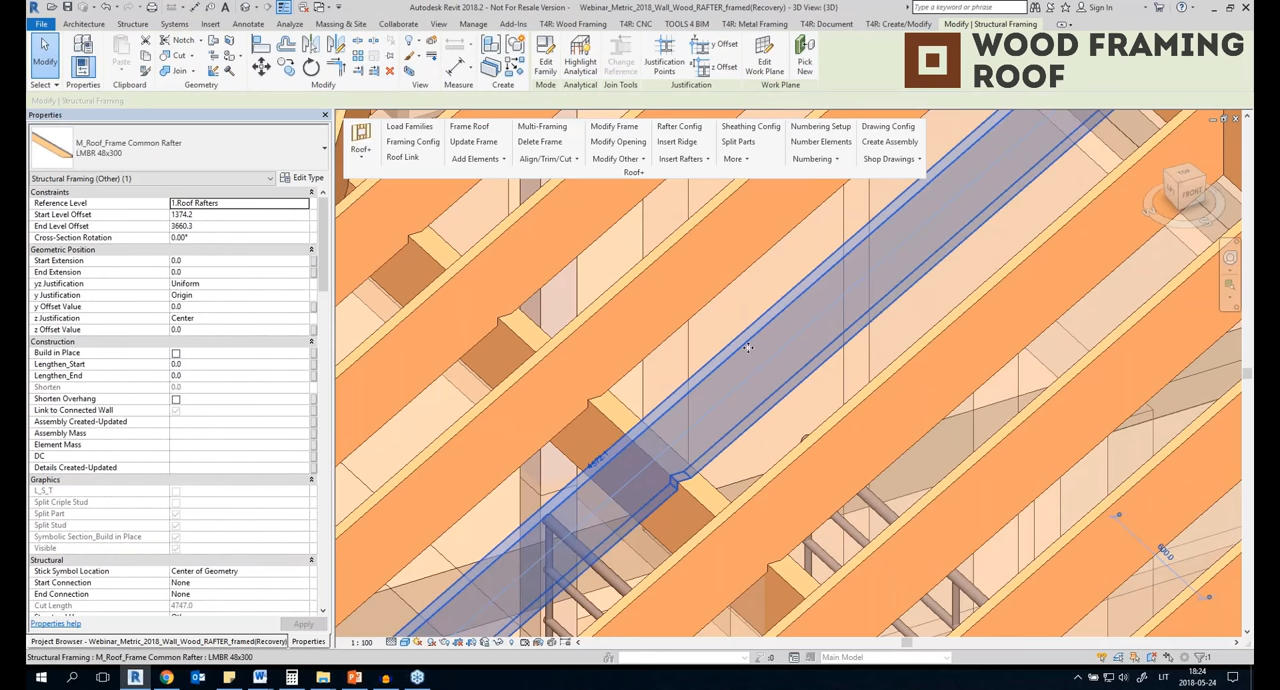 Autodesk Revit 2018.2 - Not For Resale Version - Webinar_Metric_2018_Wall_Wood_RAFTER_framed(Recovery) - 3D View: {3D}
Type a keyword or phrase
Sign In
File Architecture Structure Systems Insert Annotate Analyze Massing & Site Collaborate View Manage Add-Ins T4R: Wood Framing T4R: CNC TOOLS 4 BIM T4R: Metal Framing T4R: Document T4R: Create/Modify Modify | Structural Framing
WOOD FRAMING
ROOF
Modify
Properties
Paste
Notch
Cut
Join
Edit Family
Highlight Analytical
Change Reference
Justification Points
y Offset
z Offset
Edit Work Plane
Pick New
Select Properties Clipboard Geometry Modify View Measure Create Mode Analytical Join Tools Justification Work Plane
Modify | Structural Framing
Properties
M_Roof_Frame Common Rafter
LMBR 48x300
Structural Framing (Other) (1) Edit Type
Constraints
Reference Level 1.Roof Rafters
Start Level Offset 1374.2
End Level Offset 3660.3
Cross-Section Rotation 0.00°
Geometric Position
Start Extension 0.0
End Extension 0.0
yz Justification Uniform
y Justification Origin
y Offset Value 0.0
z Justification Center
z Offset Value 0.0
Construction
Build in Place
Lengthen_Start 0.0
Lengthen_End 0.0
Shorten 0.0
Shorten Overhang
Link to Connected Wall
Assembly Created-Updated
Assembly Mass
Element Mass
DC
Details Created-Updated
Graphics
L_S_T
Split Criple Stud
Split Part
Split Stud
Symbolic Section_Build in Place
Visible
Structural
Stick Symbol Location Center of Geometry
Start Connection None
End Connection None
Cut Length 4747.0
Properties help Apply
Project Browser - Webinar_Metric_2018_Wall_Wood_RAFTER_framed(Recovery) Properties
Roof+
Load Families Frame Roof Multi-Framing Modify Frame Rafter Config Sheathing Config Numbering Setup Drawing Config
Framing Config Update Frame Delete Frame Modify Opening Insert Ridge Split Parts Number Elements Create Assembly
Roof Link Add Elements Align/Trim/Cut Modify Other Insert Rafters More Numbering Shop Drawings
Roof+
TOP
FRONT
600.0
1 : 100
Structural Framing : M_Roof_Frame Common Rafter : LMBR 48x300
:0
Main Model
:1
LIT
18:24
2018-05-24